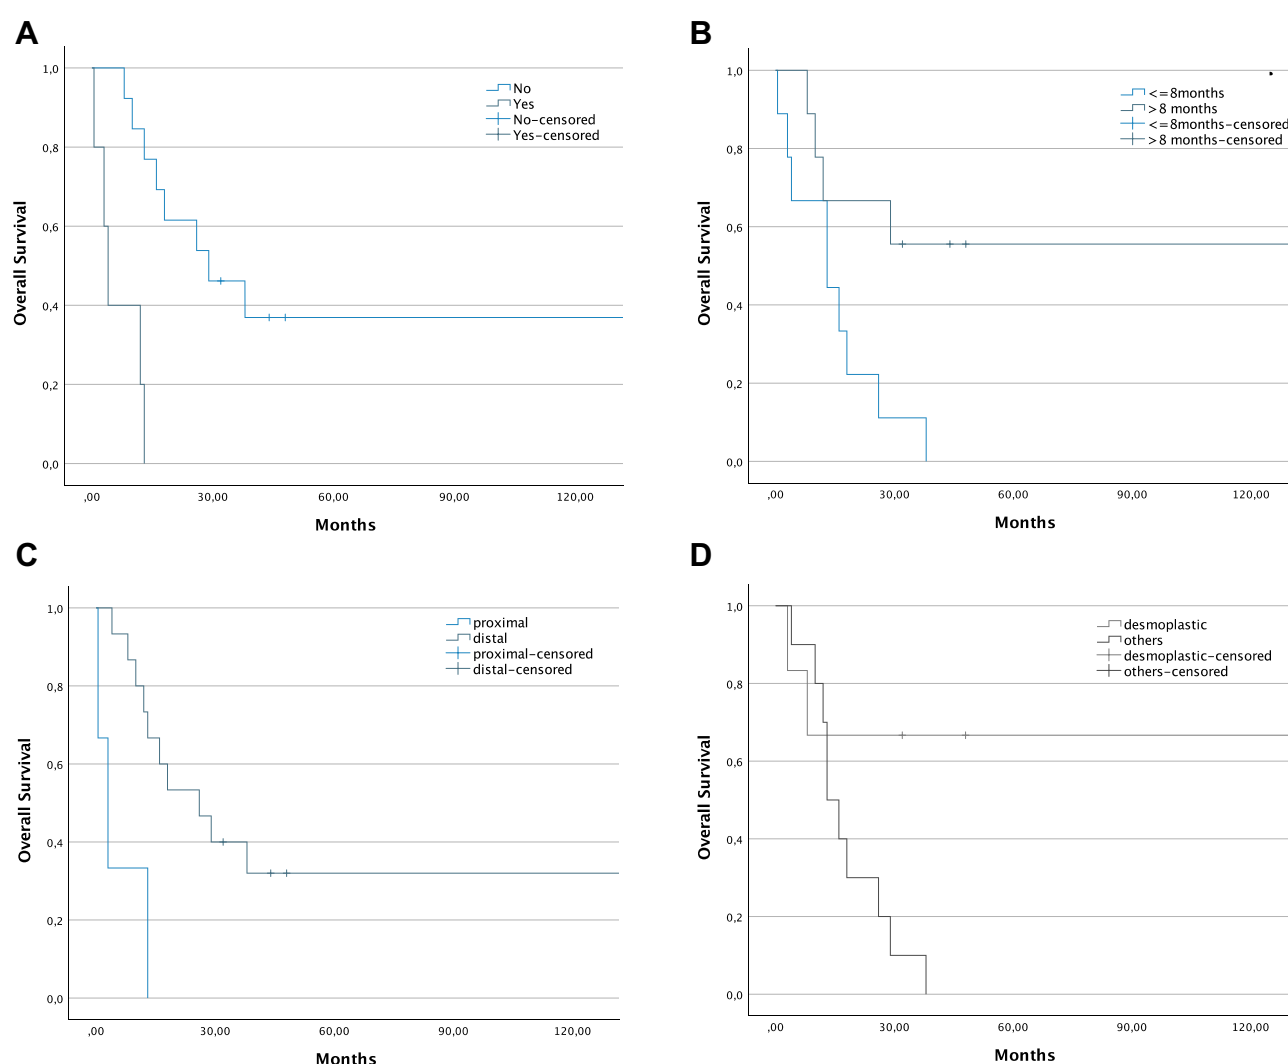 A
1,0
0,8
0,6
0,4
0,2
0,0
Overall Survival
No
Yes
No-censored
Yes-censored
,00 30,00 60,00 90,00 120,00
Months
B
1,0
0,8
0,6
0,4
0,2
0,0
Overall Survival
<=8months
>8 months
<=8months-censored
>8 months-censored
,00 30,00 60,00 90,00 120,00
Months
C
1,0
0,8
0,6
0,4
0,2
0,0
Overall Survival
proximal
distal
proximal-censored
distal-censored
,00 30,00 60,00 90,00 120,00
Months
D
1,0
0,8
0,6
0,4
0,2
0,0
Overall Survival
desmoplastic
others
desmoplastic-censored
others-censored
,00 30,00 60,00 90,00 120,00
Months